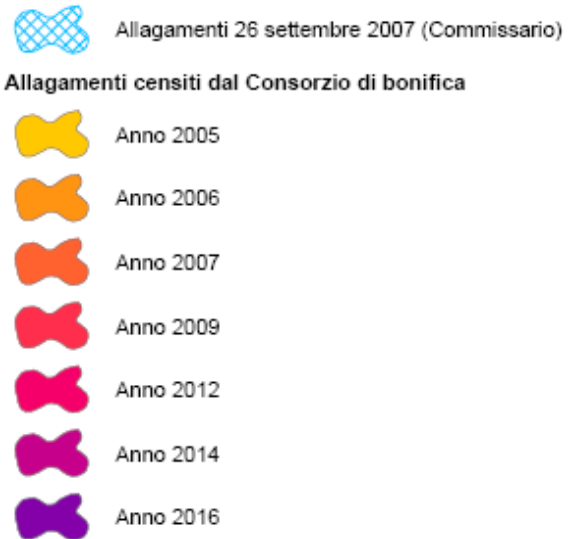 Allagamenti 26 settembre 2007 (Commissario)
Allagamenti censiti dal Consorzio di bonifica
Anno 2005
Anno 2006
Anno 2007
Anno 2009
Anno 2012
Anno 2014
Anno 2016